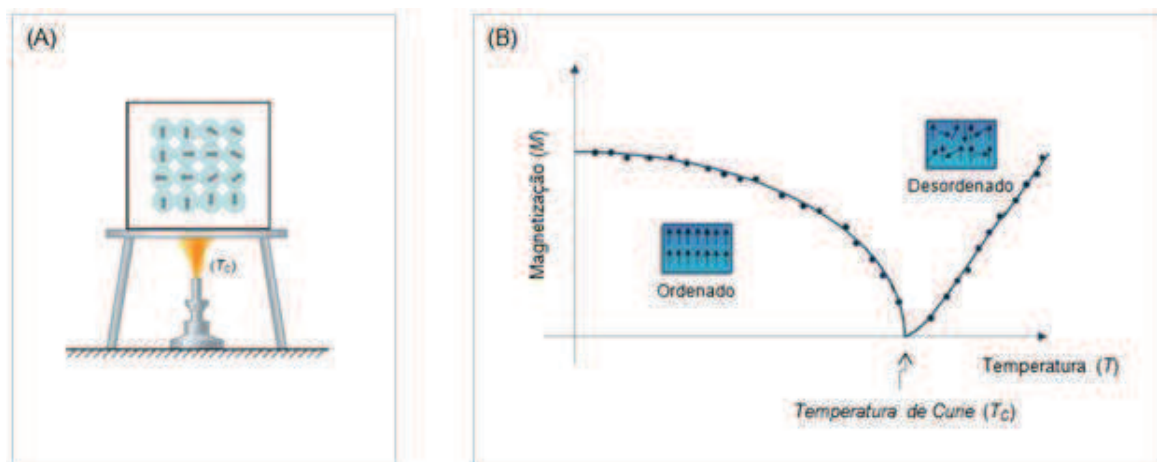 (A)
(T_C)
(B)
Magnetização (M)
Desordenado
Ordenado
Temperatura (T)
Temperatura de Curie (T_C)